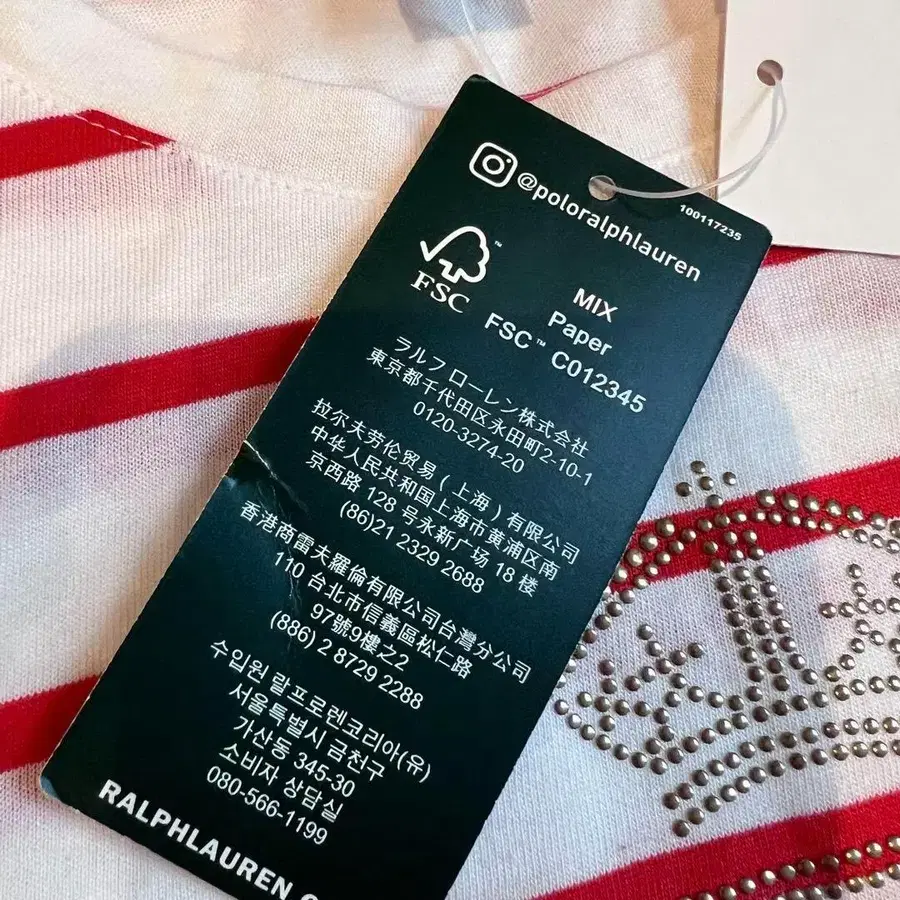 @poloralphlauren
100117235
FSC™
MIX
Paper
FSC™ C012345
ラルフ ローレン株式会社
東京都千代田区永田町2-10-1
0120-3274-20
拉尔夫劳伦贸易（上海）有限公司
中华人民共和国上海市黄浦区南
京西路 128 号永新广场 18 楼
(86)21 2329 2688
香港商雷夫羅倫有限公司台灣分公司
110 台北市信義區松仁路
97號9樓之2
(886) 2 8729 2288
수입원 랄프로렌코리아(유)
서울특별시 금천구
가산동 345-30
소비자 상담실
080-566-1199
RALPHLAUREN